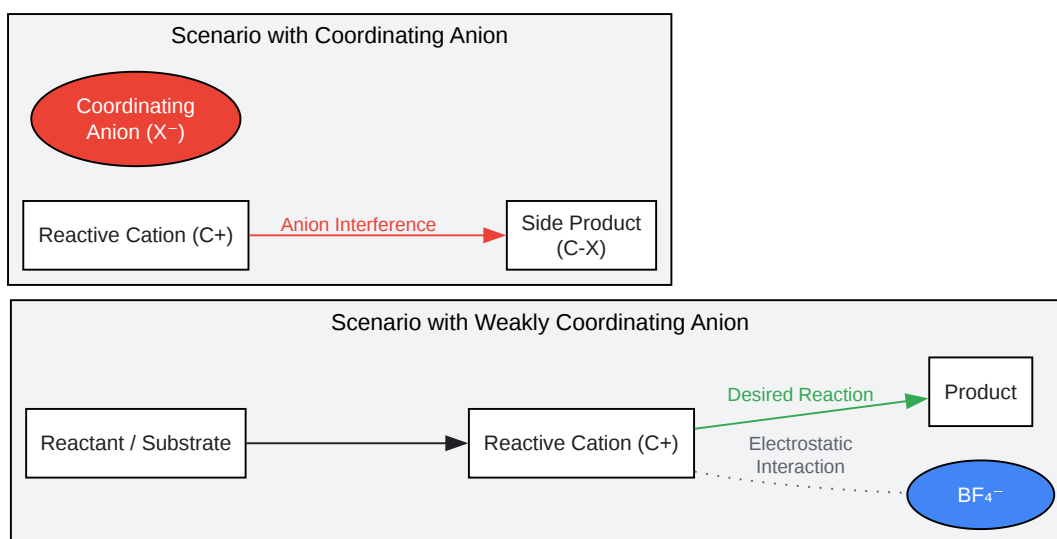 Scenario with Coordinating Anion
Coordinating
Anion (X⁻)
Reactive Cation (C+)
Anion Interference
Side Product
(C-X)
Scenario with Weakly Coordinating Anion
Reactant / Substrate
Reactive Cation (C+)
Desired Reaction
Product
Electrostatic
Interaction
BF₄⁻